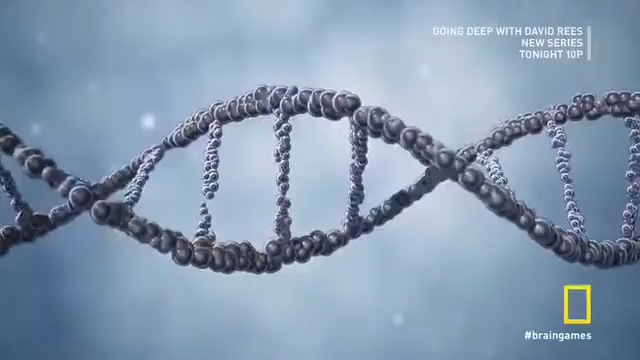 GOING DEEP WITH DAVID REES
NEW SERIES
TONIGHT 10P
#braingames